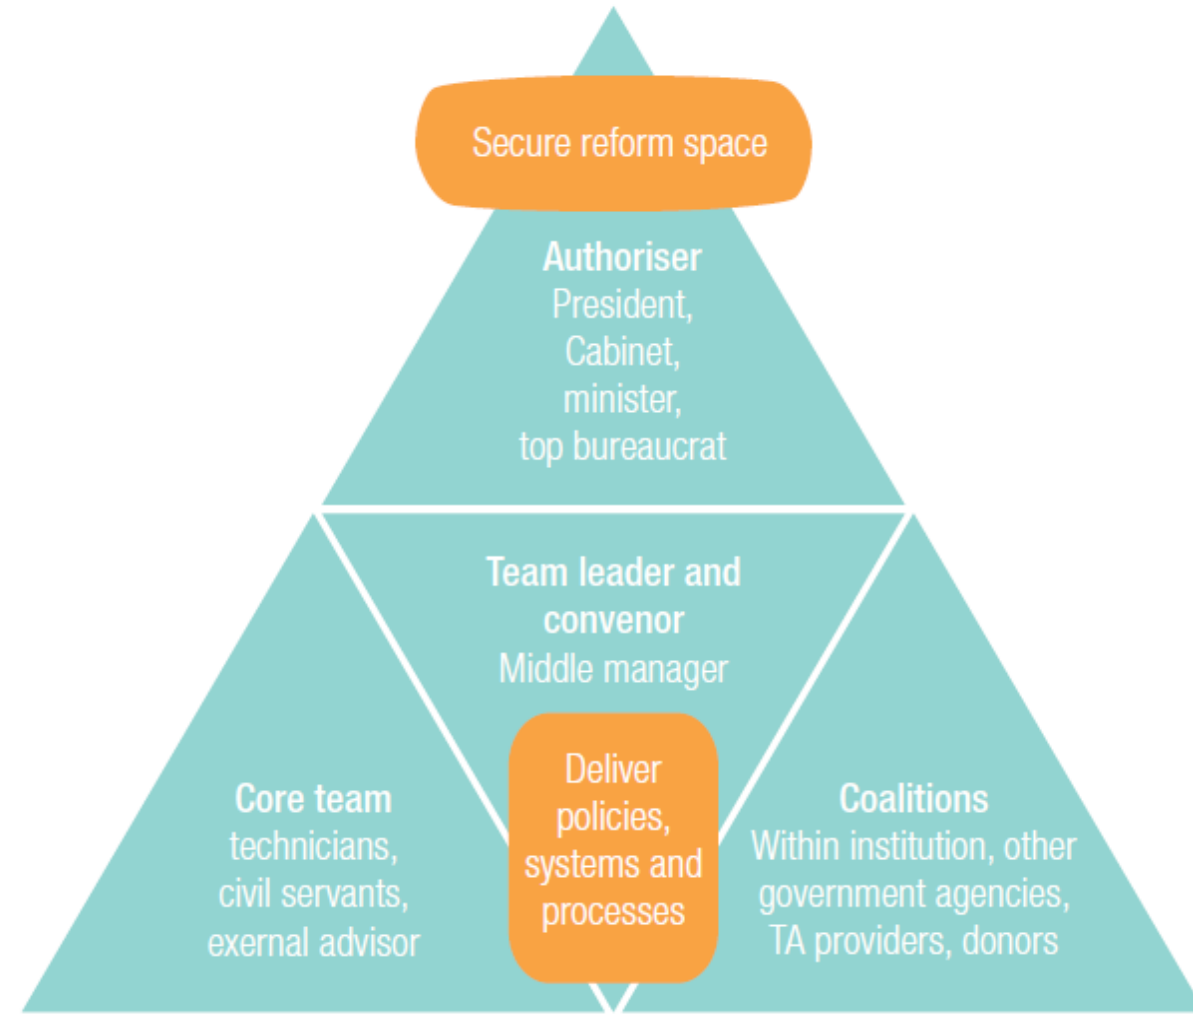 Secure reform space
Authoriser
President,
Cabinet,
minister,
top bureaucrat
Team leader and
convenor
Middle manager
Deliver
policies,
systems and
processes
Core team
technicians,
civil servants,
exernal advisor
Coalitions
Within institution, other
government agencies,
TA providers, donors